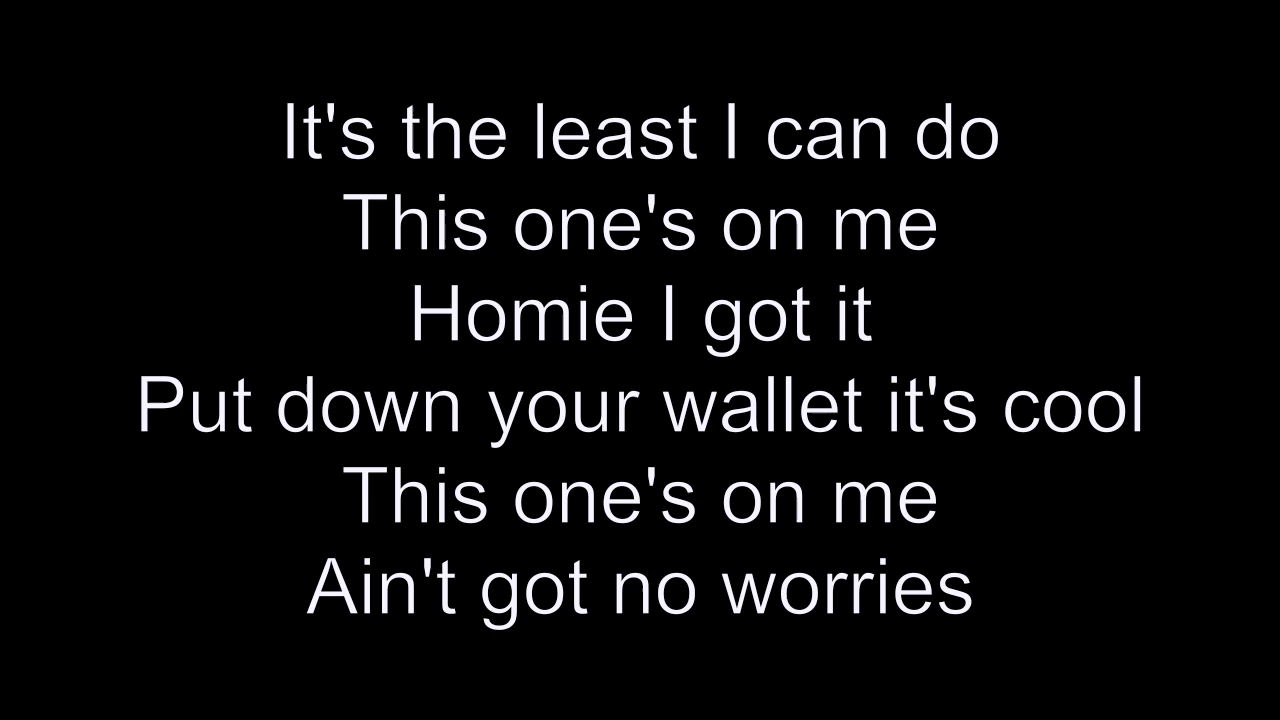 It's the least I can do
This one's on me
Homie I got it
Put down your wallet it's cool
This one's on me
Ain't got no worries